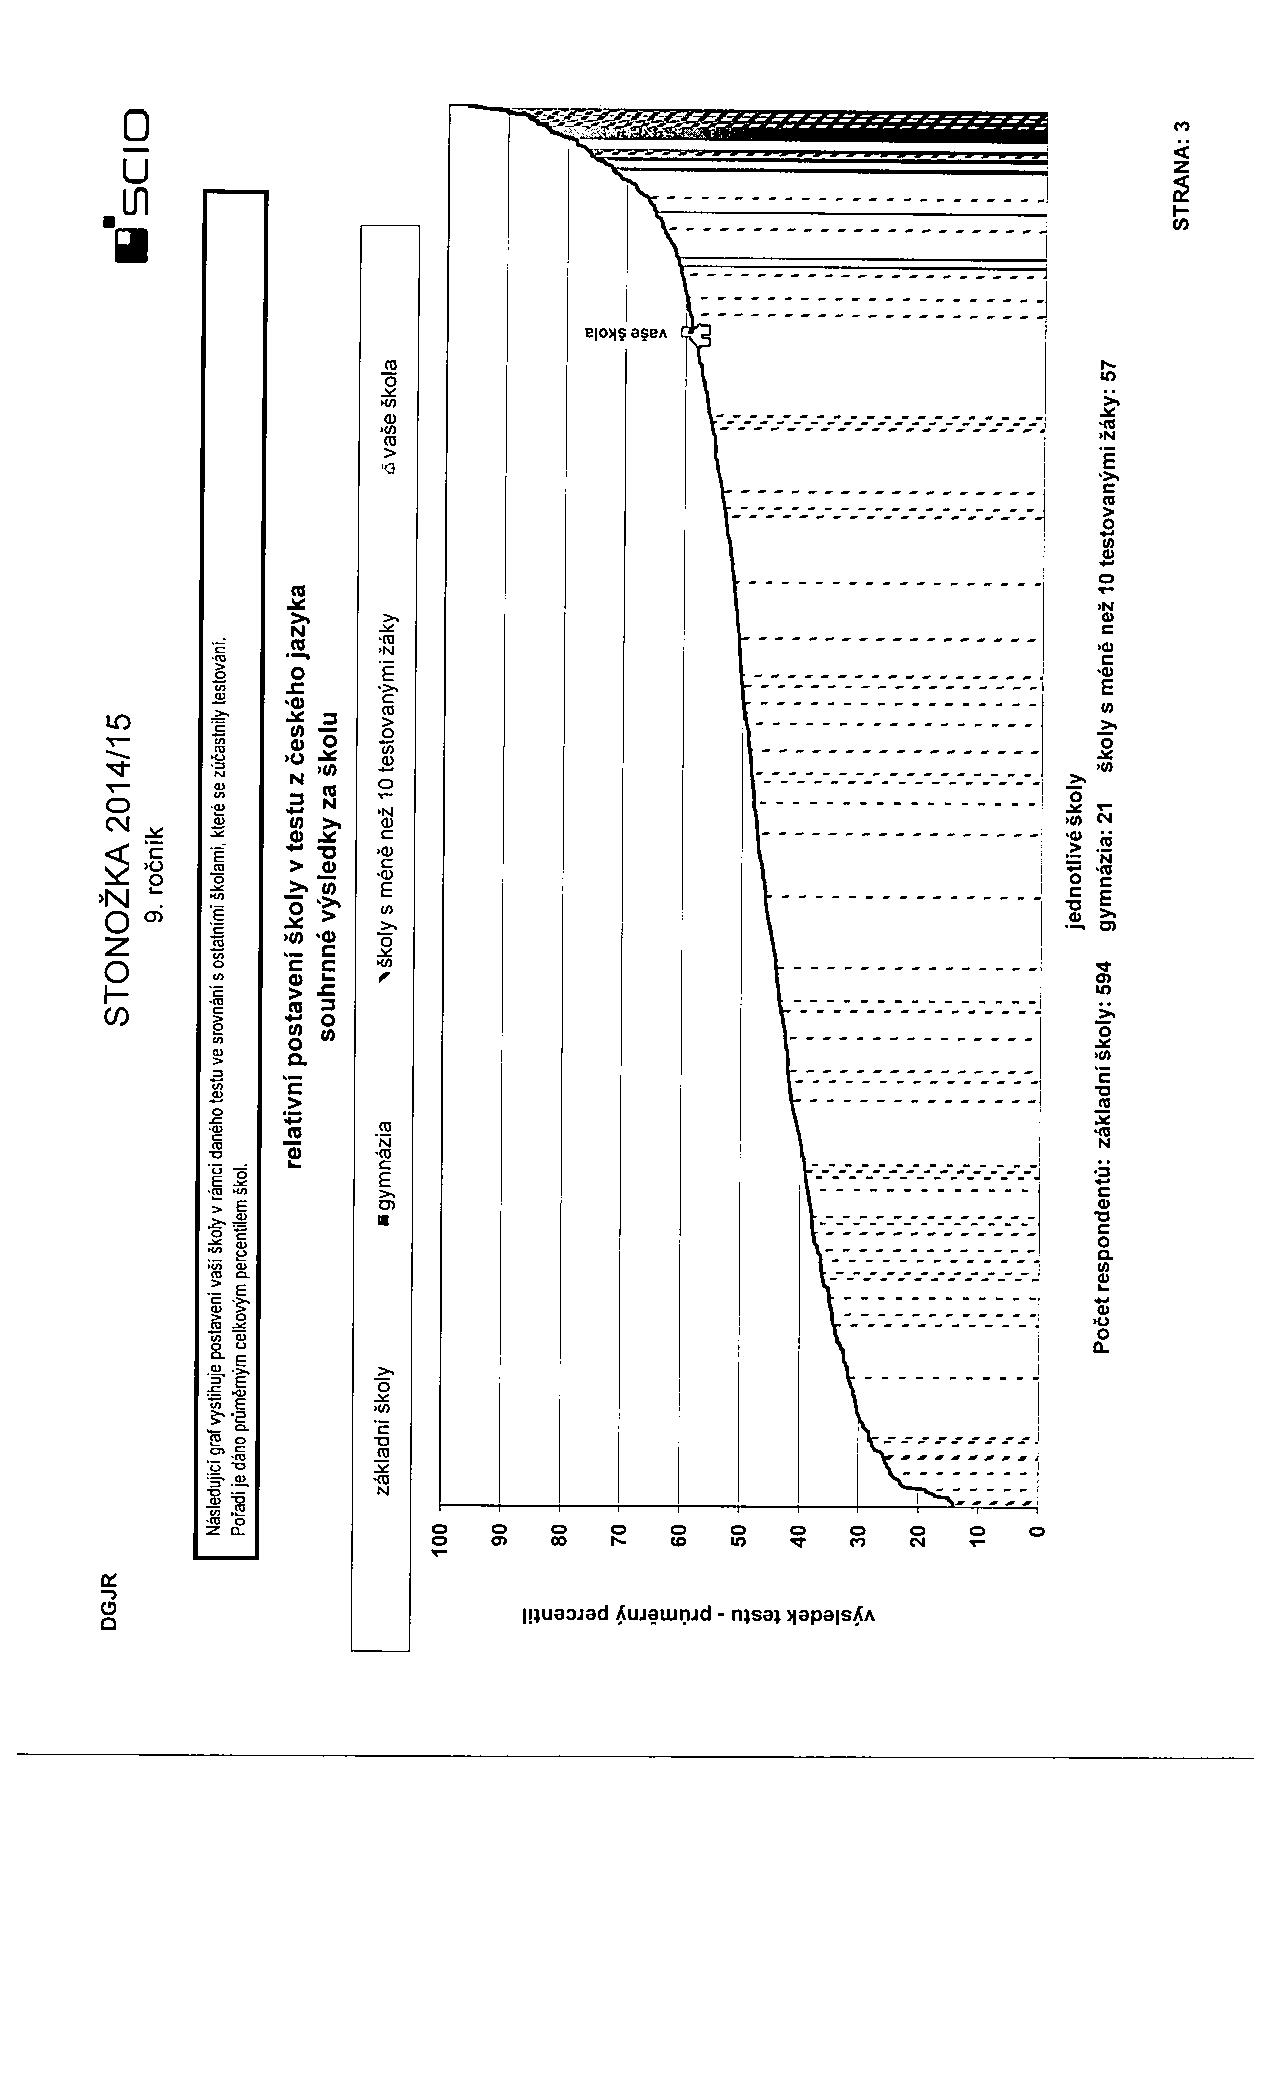 DGJR
STONOŽKA 2014/15
9. ročník
SCIO
Následující graf vystihuje postavení vaší školy v rámci daného testu ve srovnání s ostatními školami, které se zúčastnily testování.
Pořadí je dáno průměrným celkovým percentilem škol.
relativní postavení školy v testu z českého jazyka
souhrnné výsledky za školu
základní školy
gymnázia
školy s méně než 10 testovanými žáky
vaše škola
výsledek testu - průměrný percentil
100
90
80
70
60
50
40
30
20
10
0
vaše škola
jednotlivé školy
Počet respondentů: základní školy: 594 gymnázia: 21 školy s méně než 10 testovanými žáky: 57
STRANA: 3